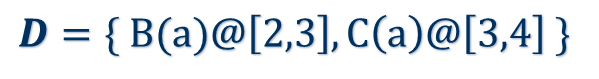 D = { B(a)@[2,3], C(a)@[3,4] }